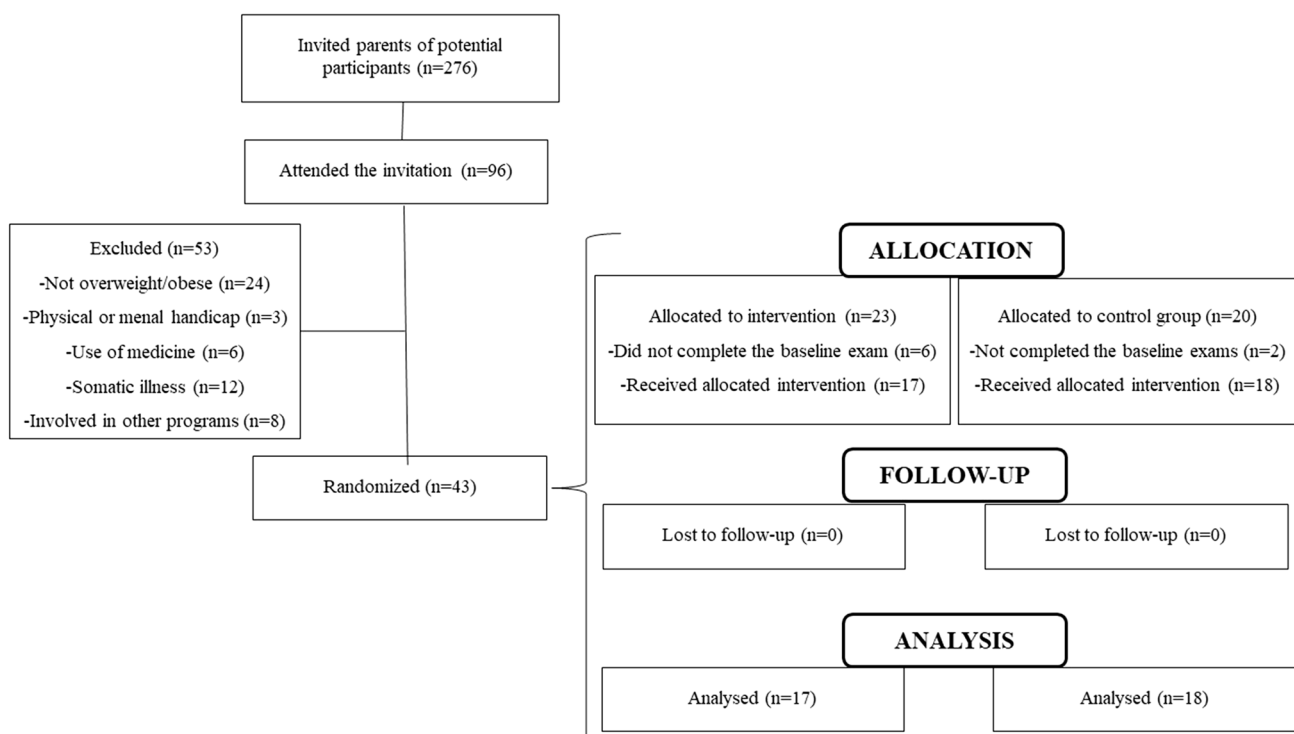 Invited parents of potential
participants (n=276)
Attended the invitation (n=96)
Excluded (n=53)
-Not overweight/obese (n=24)
-Physical or menal handicap (n=3)
-Use of medicine (n=6)
-Somatic illness (n=12)
-Involved in other programs (n=8)
Randomized (n=43)
ALLOCATION
Allocated to intervention (n=23)
-Did not complete the baseline exam (n=6)
-Received allocated intervention (n=17)
Allocated to control group (n=20)
-Not completed the baseline exams (n=2)
-Received allocated intervention (n=18)
FOLLOW-UP
Lost to follow-up (n=0)
Lost to follow-up (n=0)
ANALYSIS
Analysed (n=17)
Analysed (n=18)